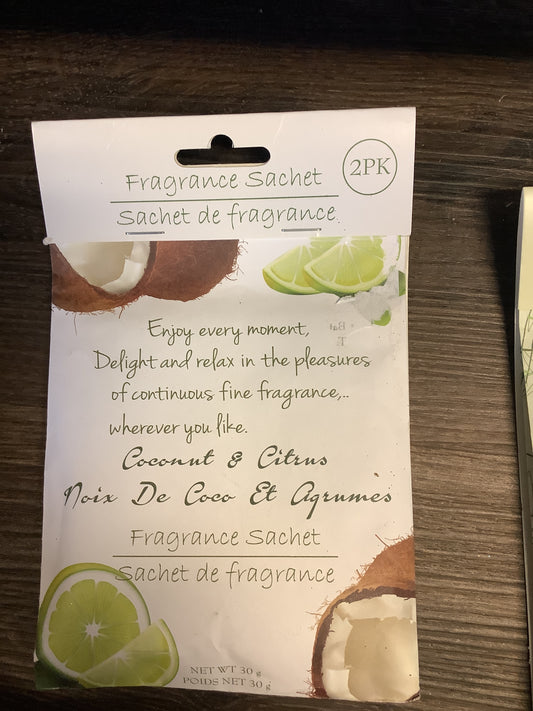 2PK
Fragrance Sachet
Sachet de fragrance
Enjoy every moment,
Delight and relax in the pleasures
of continuous fine fragrance,..
wherever you like.
Coconut & Citrus
Noix De Coco Et Agrumes
Fragrance Sachet
Sachet de fragrance
NET WT 30 g
POIDS NET 30 g